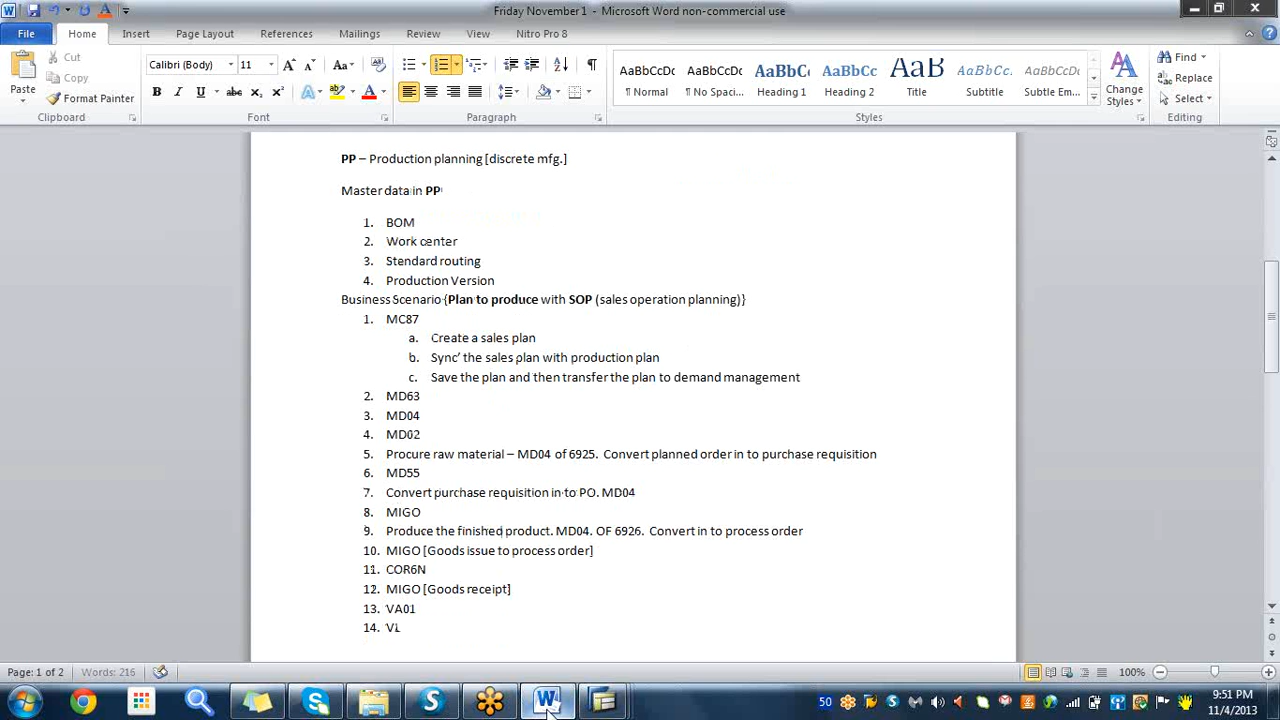 Friday November1 - Microsoft Word non-commercial use
File Home Insert Page Layout References Mailings Review View Nitro Pro 8
Paste Cut Copy Format Painter
Calibri (Body) 11
AaBbCcDc AaBbCcDc AaBbCc AaBbCc AaB AaBbCcL AaBbCcDc
¶ Normal ¶ No Spaci... Heading 1 Heading 2 Title Subtitle Subtle Em...
Change Styles
Find Replace Select
Clipboard Font Paragraph Styles Editing
PP – Production planning [discrete mfg.]
Master data in PP
1. BOM
2. Work center
3. Stendard routing
4. Production Version
Business Scenario {Plan to produce with SOP (sales operation planning)}
1. MC87
a. Create a sales plan
b. Sync' the sales plan with production plan
c. Save the plan and then transfer the plan to demand management
2. MD63
3. MD04
4. MD02
5. Procure raw material – MD04 of 6925. Convert planned order in to purchase requisition
6. MD55
7. Convert purchase requisition in to PO. MD04
8. MIGO
9. Produce the finished product. MD04. OF 6926. Convert in to process order
10. MIGO [Goods issue to process order]
11. COR6N
12. MIGO [Goods receipt]
13. VA01
14. VL
Page: 1 of 2 Words: 216 100%
50 9:51 PM
11/4/2013